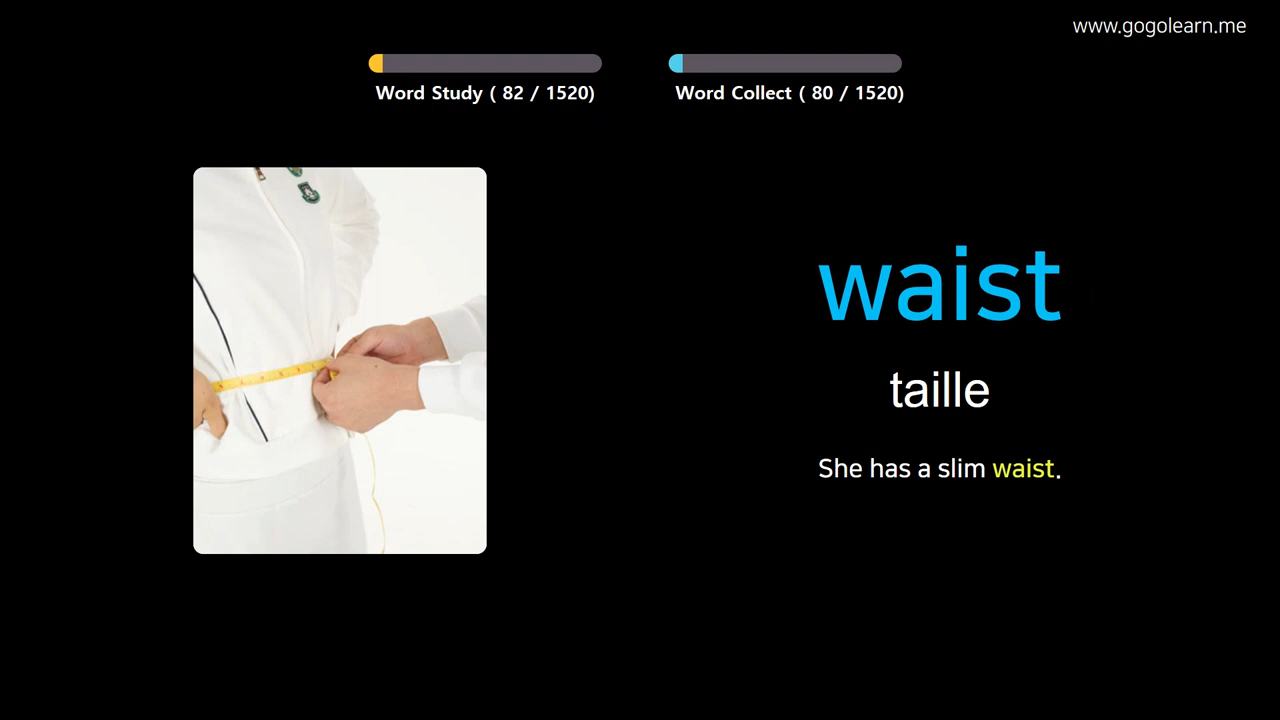 www.gogolearn.me
Word Study ( 82 / 1520)
Word Collect ( 80 / 1520)
waist
taille
She has a slim waist.